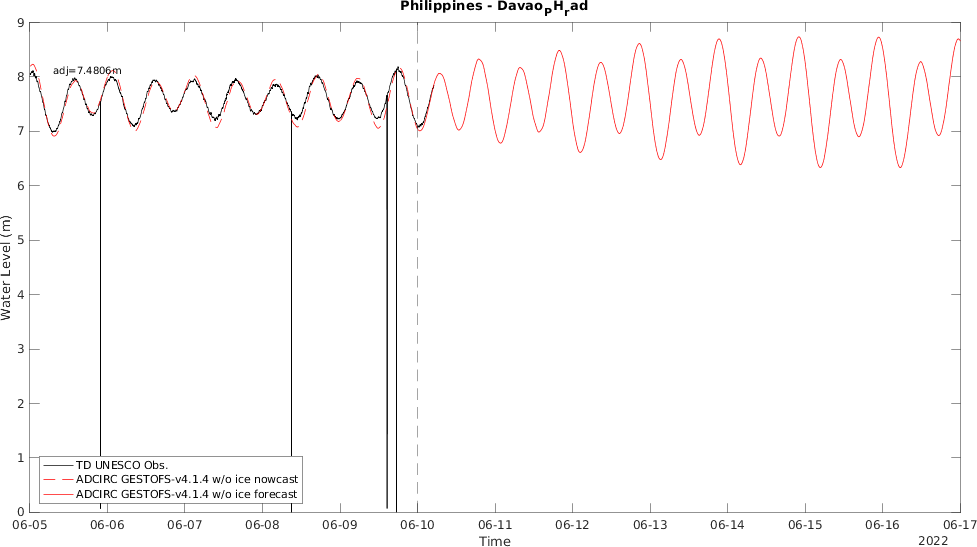 Philippines - Davao_PH_rad
9
8
7
6
5
4
3
2
1
0
Water Level (m)
adj=7.4806m
TD UNESCO Obs.
ADCIRC GESTOFS-v4.1.4 w/o ice nowcast
ADCIRC GESTOFS-v4.1.4 w/o ice forecast
06-05 06-06 06-07 06-08 06-09 06-10 06-11 06-12 06-13 06-14 06-15 06-16 06-17
Time
2022